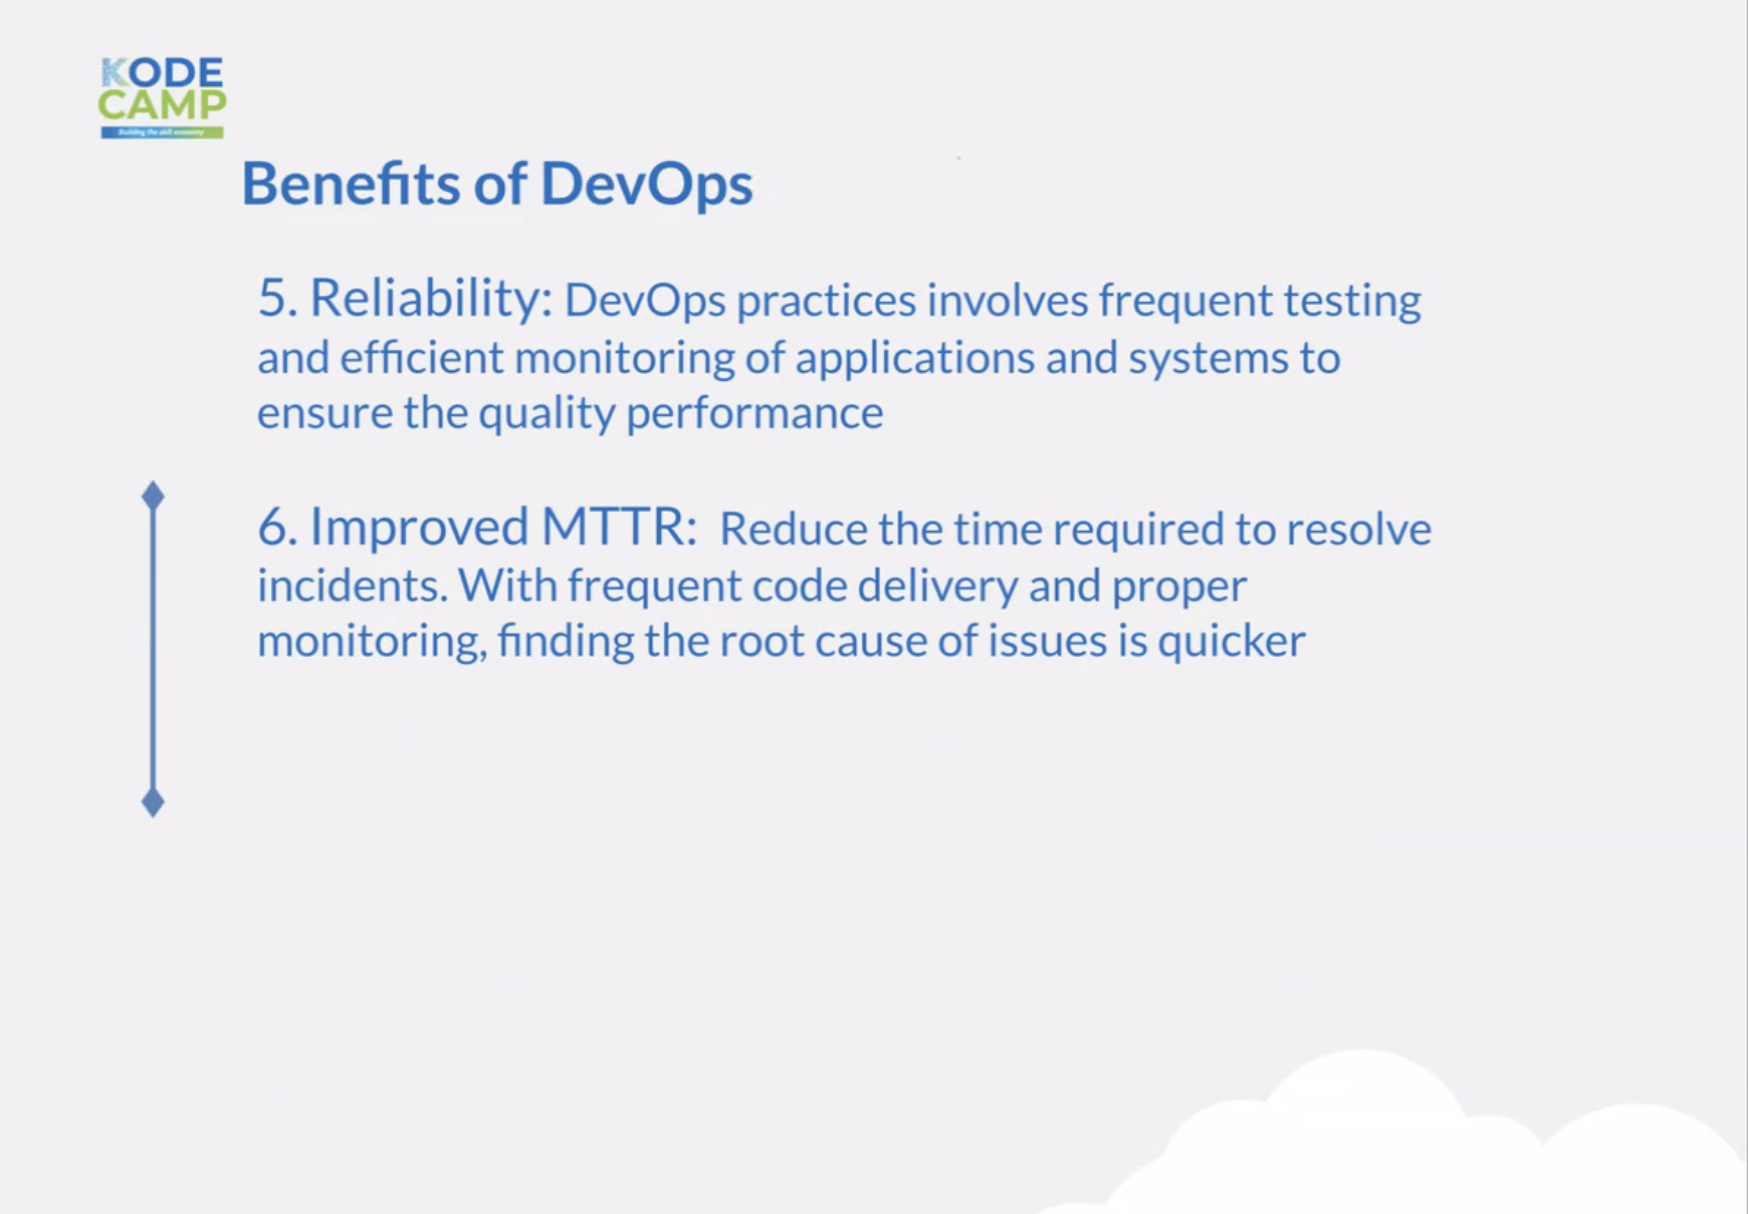 KODE
CAMP
Building the skill economy
Benefits of DevOps
5. Reliability: DevOps practices involves frequent testing
and efficient monitoring of applications and systems to
ensure the quality performance
6. Improved MTTR: Reduce the time required to resolve
incidents. With frequent code delivery and proper
monitoring, finding the root cause of issues is quicker